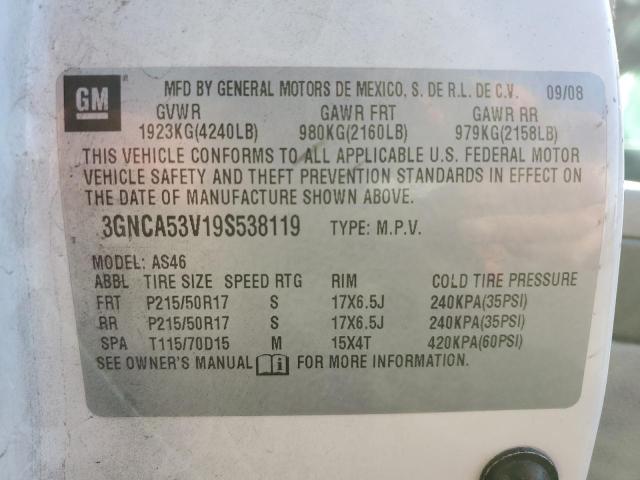 GM
MFD BY GENERAL MOTORS DE MEXICO, S. DE R.L. DE C.V. 09/08
GVWR GAWR FRT GAWR RR
1923KG(4240LB) 980KG(2160LB) 979KG(2158LB)
THIS VEHICLE CONFORMS TO ALL APPLICABLE U.S. FEDERAL MOTOR
VEHICLE SAFETY AND THEFT PREVENTION STANDARDS IN EFFECT ON
THE DATE OF MANUFACTURE SHOWN ABOVE.
3GNCA53V19S538119 TYPE: M.P.V.
MODEL: AS46
ABBL TIRE SIZE SPEED RTG RIM COLD TIRE PRESSURE
FRT P215/50R17 S 17X6.5J 240KPA(35PSI)
RR P215/50R17 S 17X6.5J 240KPA(35PSI)
SPA T115/70D15 M 15X4T 420KPA(60PSI)
SEE OWNER'S MANUAL i FOR MORE INFORMATION.